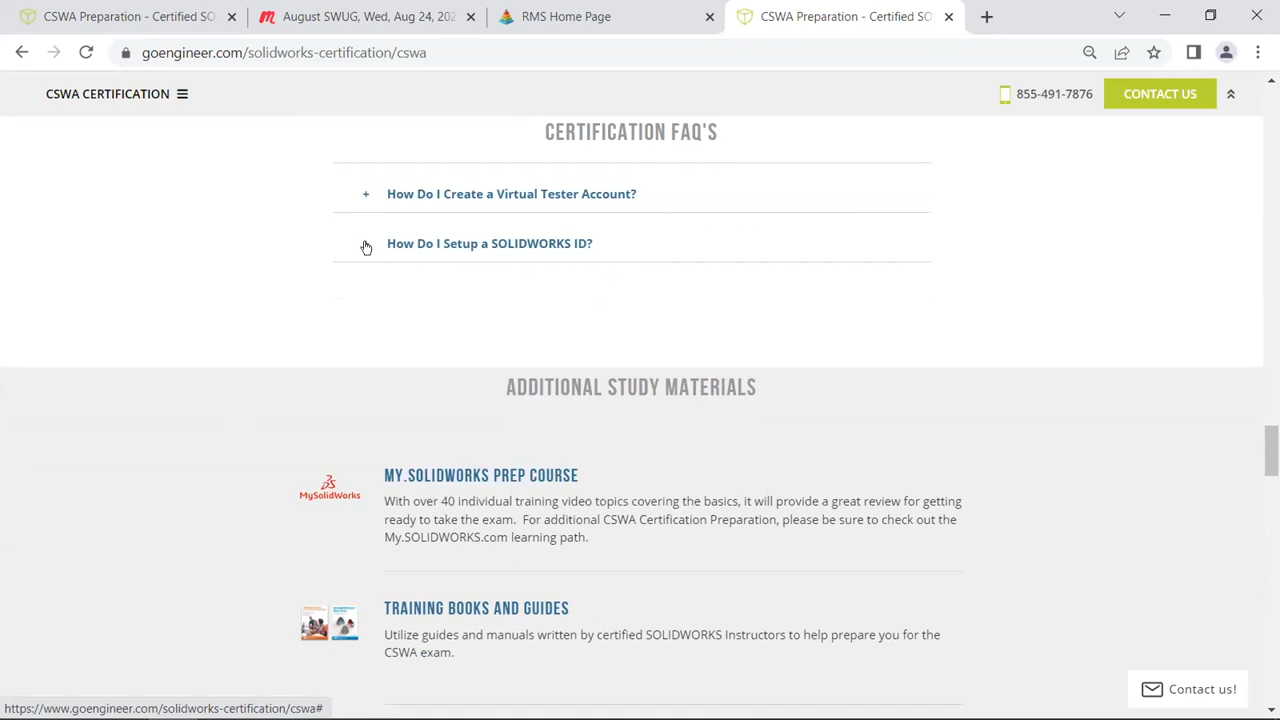 CSWA Preparation - Certified SO
August SWUG, Wed, Aug 24, 202
RMS Home Page
CSWA Preparation - Certified SO
goengineer.com/solidworks-certification/cswa
CSWA CERTIFICATION
855-491-7876
CONTACT US
CERTIFICATION FAQ'S
+ How Do I Create a Virtual Tester Account?
How Do I Setup a SOLIDWORKS ID?
ADDITIONAL STUDY MATERIALS
MySolidWorks
MY.SOLIDWORKS PREP COURSE
With over 40 individual training video topics covering the basics, it will provide a great review for getting
ready to take the exam. For additional CSWA Certification Preparation, please be sure to check out the
My.SOLIDWORKS.com learning path.
TRAINING BOOKS AND GUIDES
Utilize guides and manuals written by certified SOLIDWORKS Instructors to help prepare you for the
CSWA exam.
Contact us!
https://www.goengineer.com/solidworks-certification/cswa#